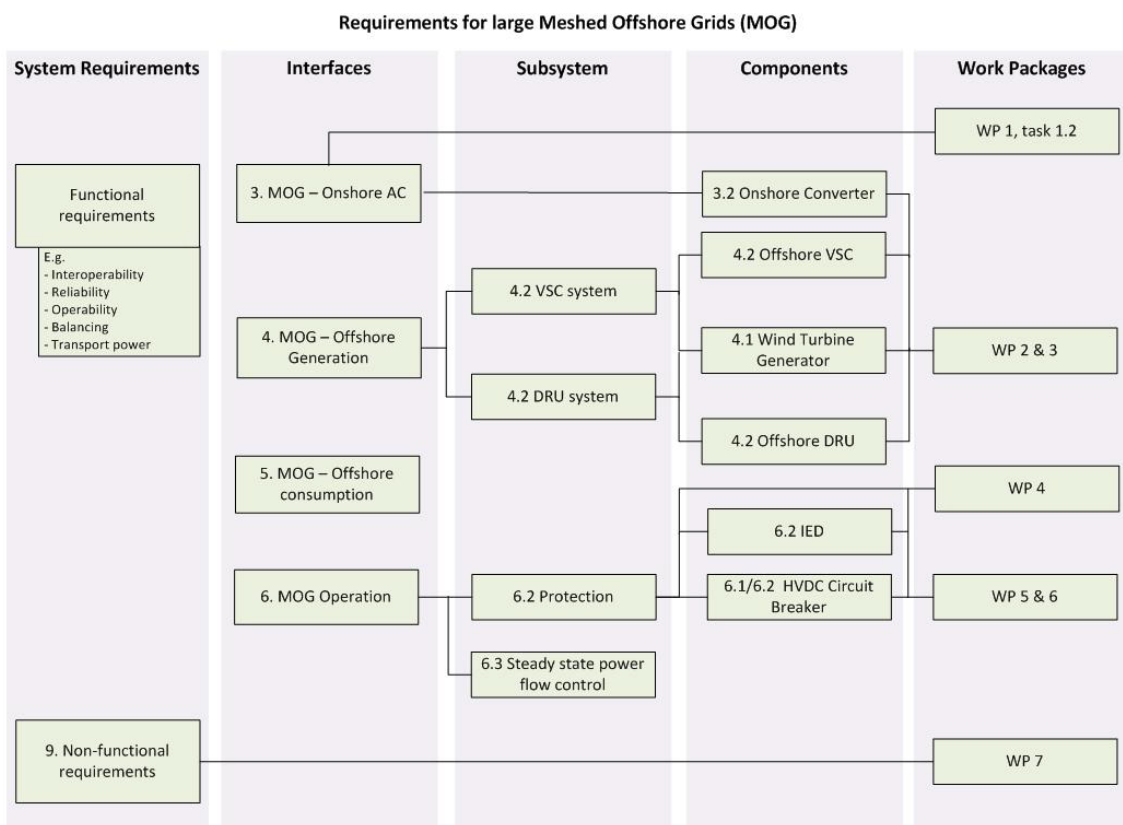 Requirements for large Meshed Offshore Grids (MOG)
System Requirements
Interfaces
Subsystem
Components
Work Packages
WP 1, task 1.2
Functional
requirements
3. MOG – Onshore AC
3.2 Onshore Converter
E.g.
- Interoperability
- Reliability
- Operability
- Balancing
- Transport power
4.2 Offshore VSC
4.2 VSC system
4. MOG – Offshore
Generation
4.1 Wind Turbine
Generator
WP 2 & 3
4.2 DRU system
4.2 Offshore DRU
5. MOG – Offshore
consumption
WP 4
6.2 IED
6. MOG Operation
6.2 Protection
6.1/6.2 HVDC Circuit
Breaker
WP 5 & 6
6.3 Steady state power
flow control
9. Non-functional
requirements
WP 7